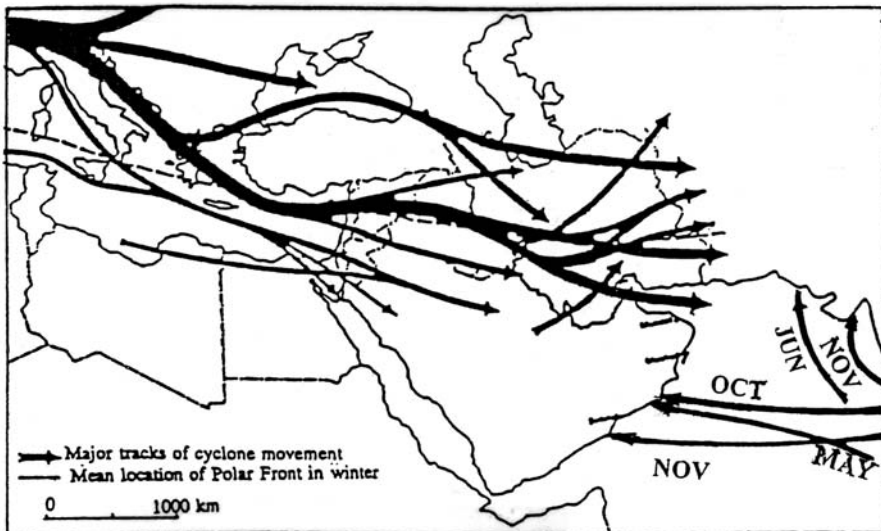 JUN
NOV
OCT
MAY
NOV
Major tracks of cyclone movement
Mean location of Polar Front in winter
0 1000 km